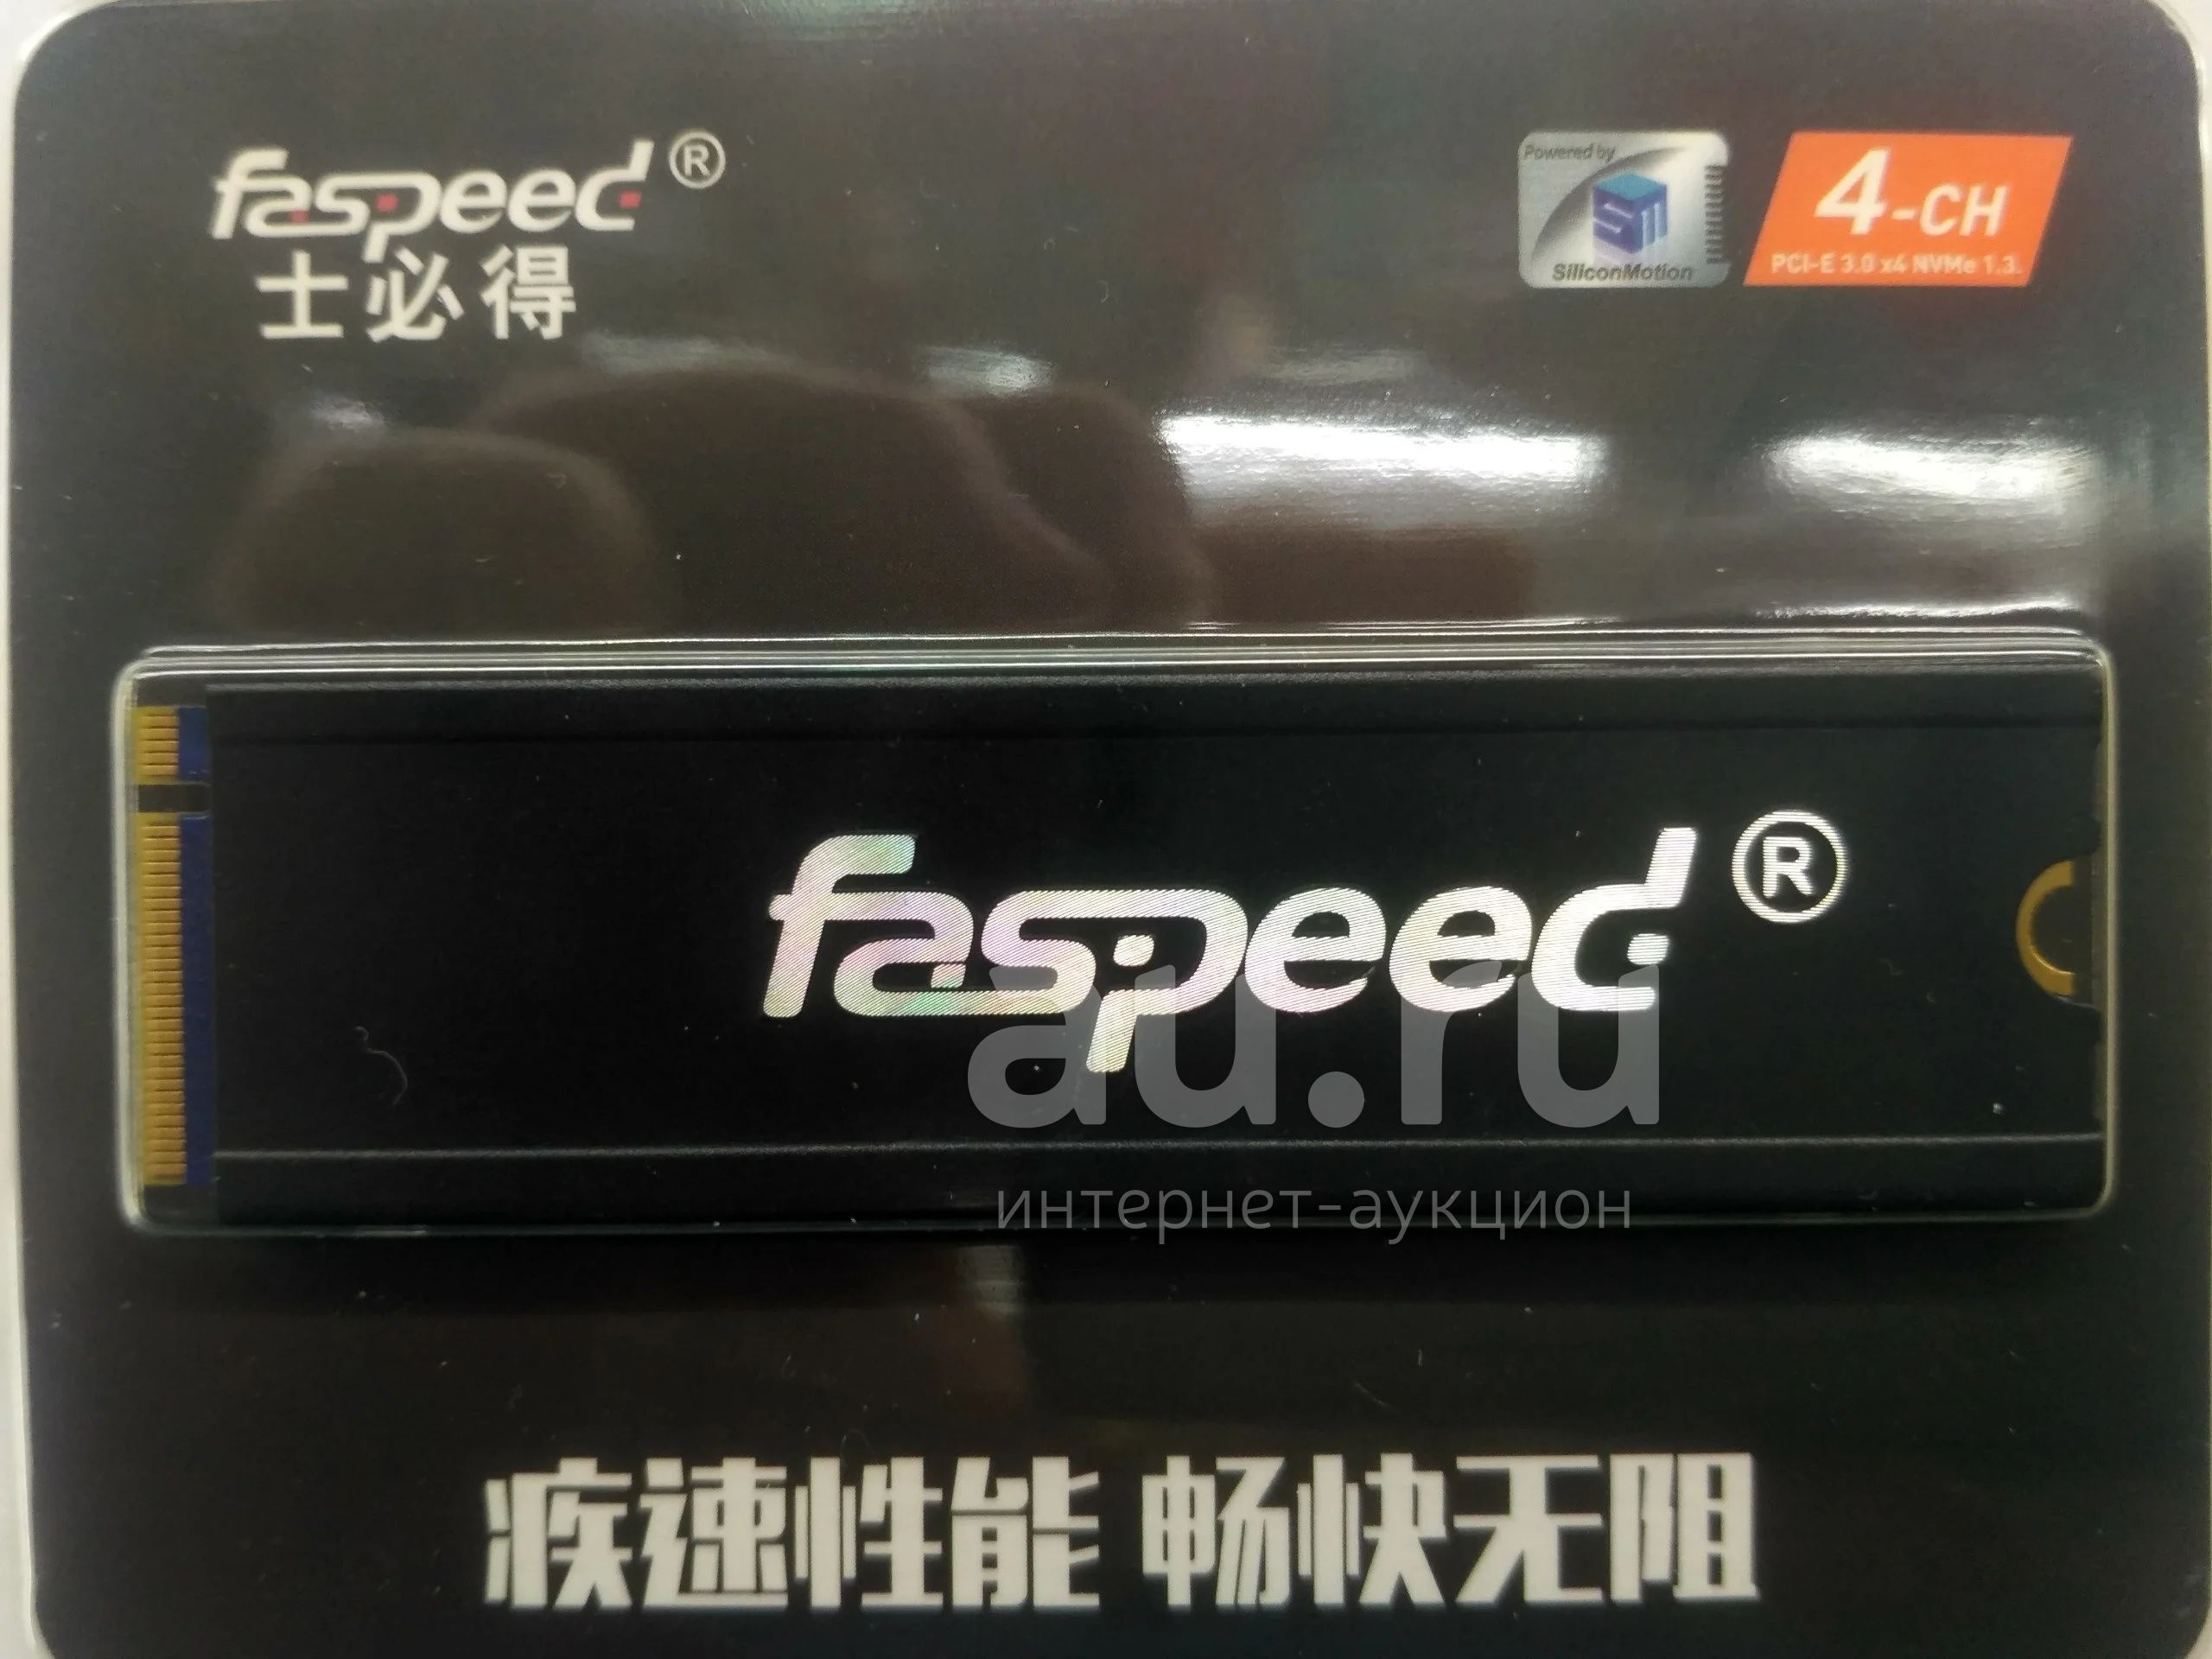 faspeed®
士必得
Powered by
SM
SiliconMotion
4-CH
PCI-E 3.0 x4 NVMe 1.3.
faspeed®
au.ru
интернет-аукцион
疾速性能 畅快无阻